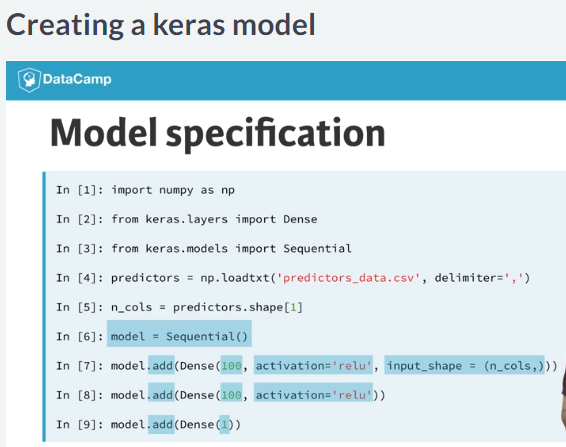 Creating a keras model
DataCamp
Model specification
In [1]: import numpy as np
In [2]: from keras.layers import Dense
In [3]: from keras.models import Sequential
In [4]: predictors = np.loadtxt('predictors_data.csv', delimiter=',')
In [5]: n_cols = predictors.shape[1]
In [6]: model = Sequential()
In [7]: model.add(Dense(100, activation='relu', input_shape = (n_cols,)))
In [8]: model.add(Dense(100, activation='relu'))
In [9]: model.add(Dense(1))